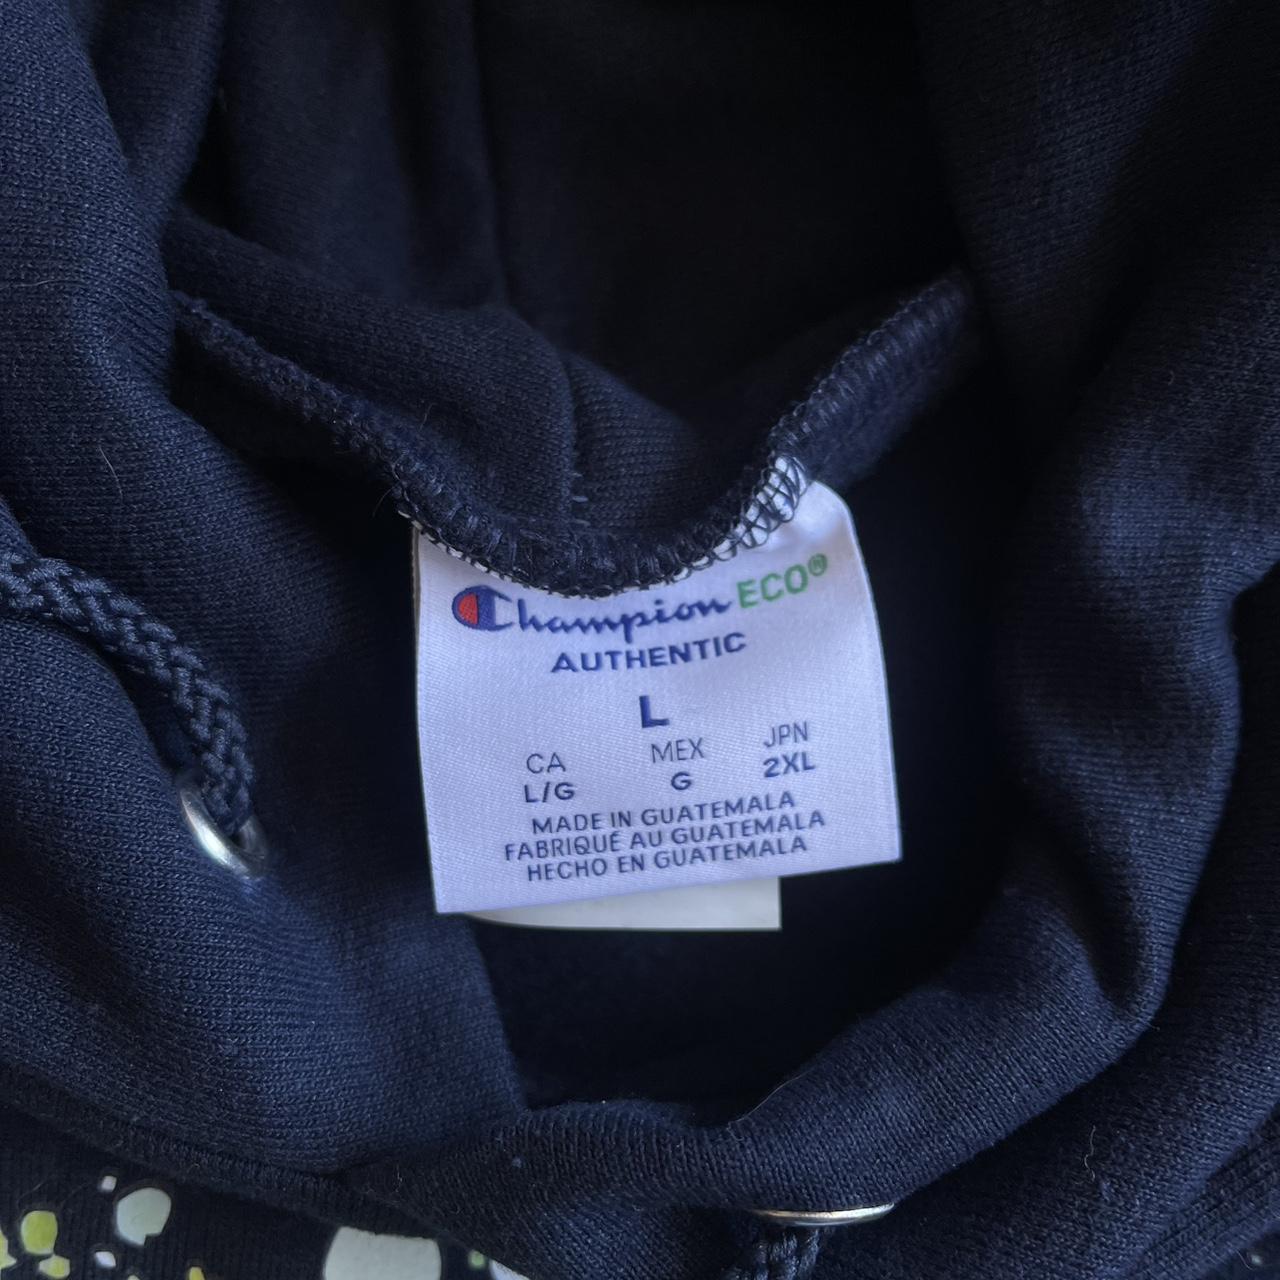 Champion ECO®
AUTHENTIC
L
CA MEX JPN
L/G G 2XL
MADE IN GUATEMALA
FABRIQUÉ AU GUATEMALA
HECHO EN GUATEMALA